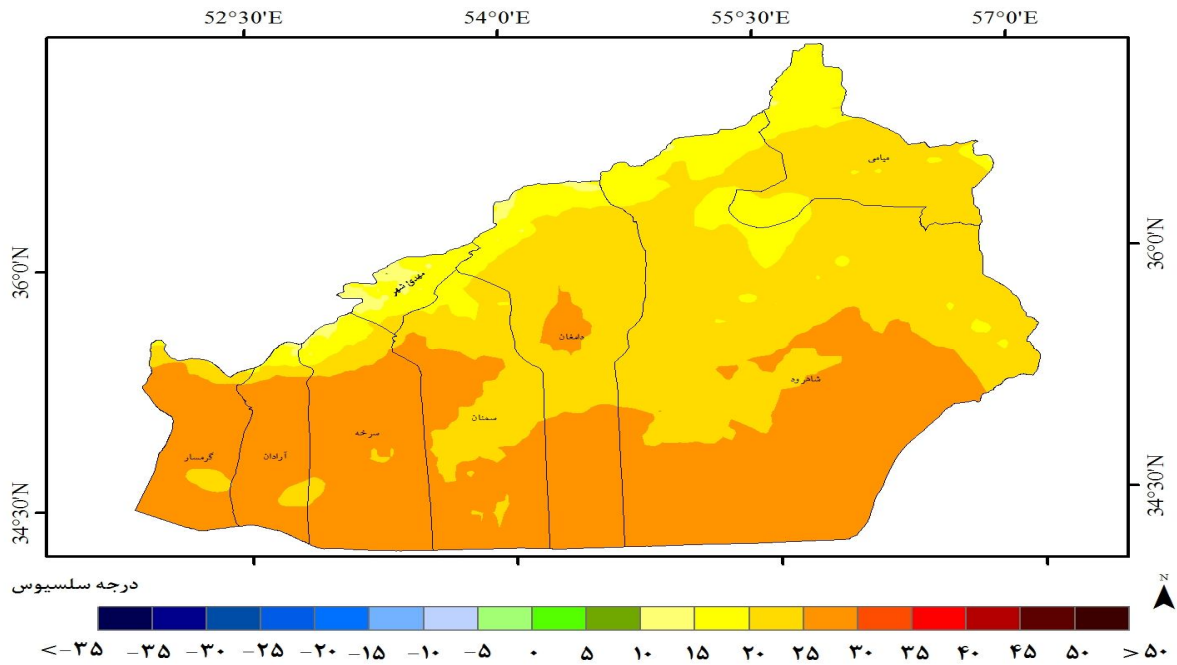 52°30'E 54°0'E 55°30'E 57°0'E
میامی
36°0'N 36°0'N
مهدی شهر
دامغان
شاهرود
سمنان
سرخه
آرادان
گرمسار
34°30'N 34°30'N
درجه سلسیوس
N
<-۳۵ -۳۵ -۳۰ -۲۵ -۲۰ -۱۵ -۱۰ -۵ ۰ ۵ ۱۰ ۱۵ ۲۰ ۲۵ ۳۰ ۳۵ ۴۰ ۴۵ ۵۰ >۵۰